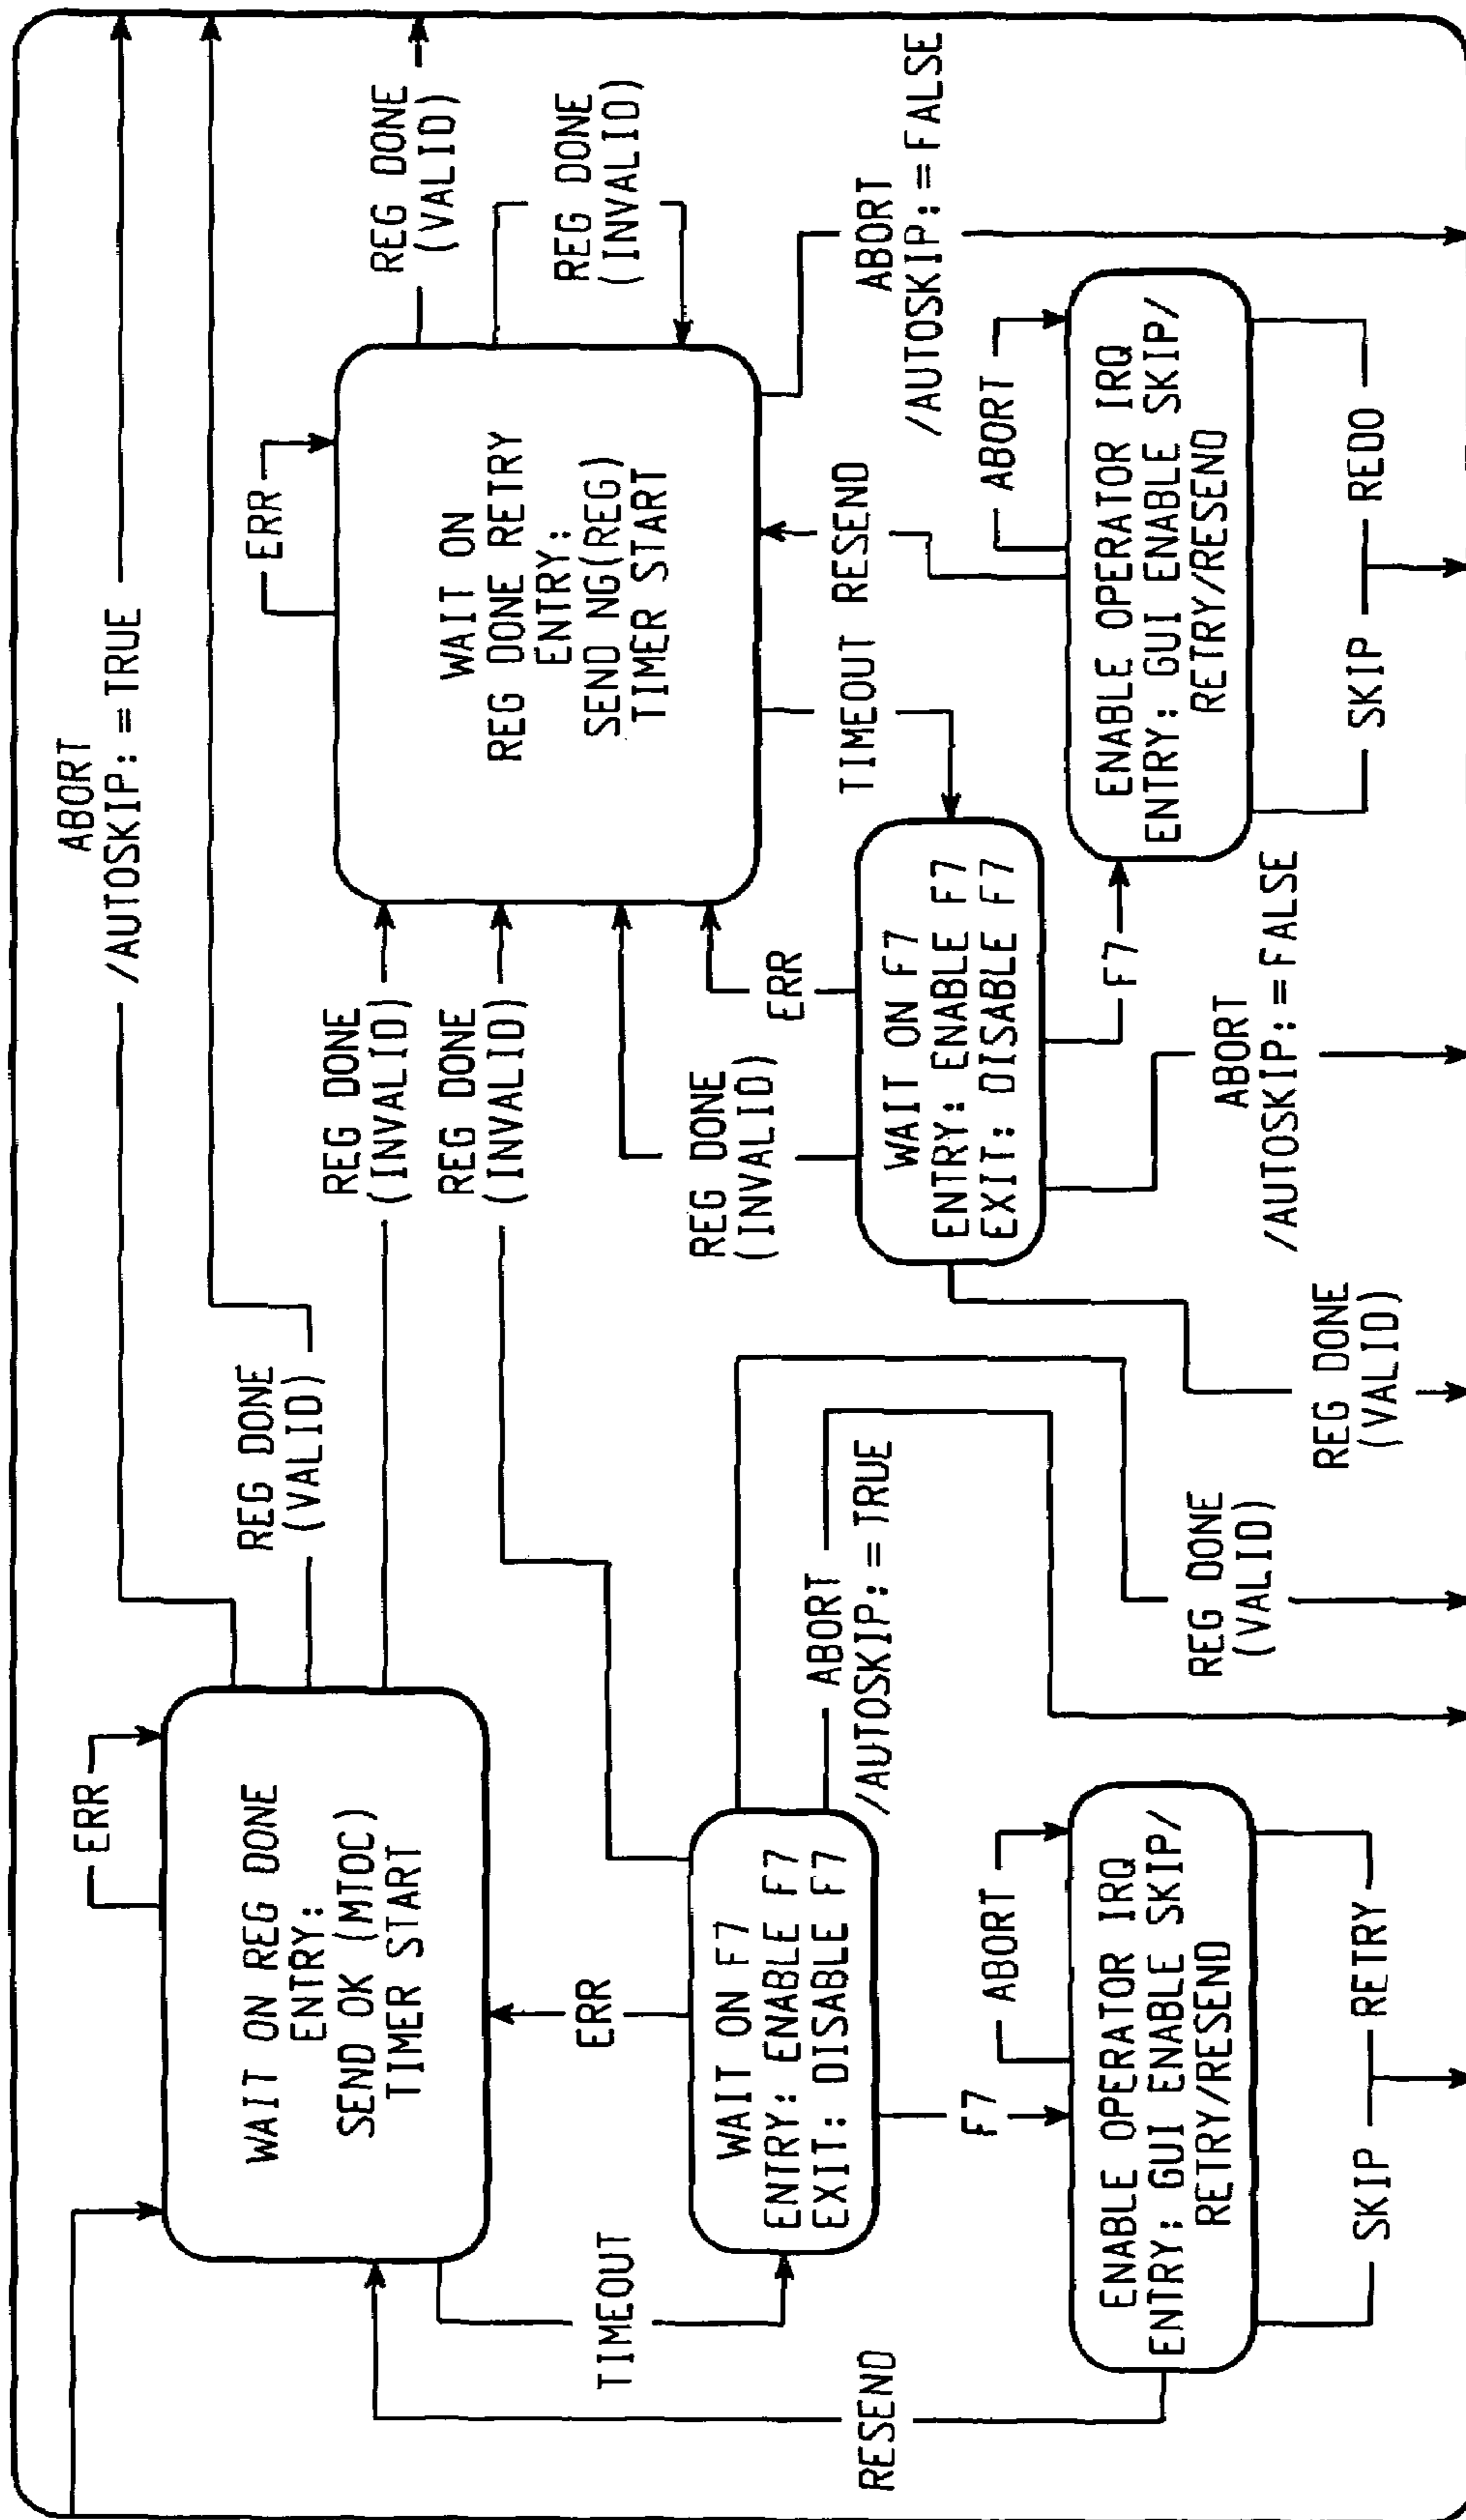 ABORT
/AUTOSKIP:=TRUE
ERR
WAIT ON REG DONE
ENTRY:
SEND OK (MTOC)
TIMER START
REG DONE
(VALID)
REG DONE
(INVALID)
REG DONE
(INVALID)
ERR
WAIT ON
REG DONE RETRY
ENTRY:
SEND NG(REG)
TIMER START
REG DONE
(VALID)
REG DONE
(INVALID)
TIMEOUT
ERR
WAIT ON F7
ENTRY: ENABLE F7
EXIT: DISABLE F7
ABORT
/AUTOSKIP:=TRUE
REG DONE
(INVALID)
ERR
WAIT ON F7
ENTRY: ENABLE F7
EXIT: DISABLE F7
TIMEOUT
RESEND
ABORT
/AUTOSKIP:=FALSE
RESEND
F7
ABORT
ENABLE OPERATOR IRQ
ENTRY: GUI ENABLE SKIP/
RETRY/RESEND
SKIP
RETRY
REG DONE
(VALID)
REG DONE
(VALID)
F7
ABORT
/AUTOSKIP:=FALSE
ABORT
ENABLE OPERATOR IRQ
ENTRY: GUI ENABLE SKIP/
RETRY/RESEND
SKIP
REDO